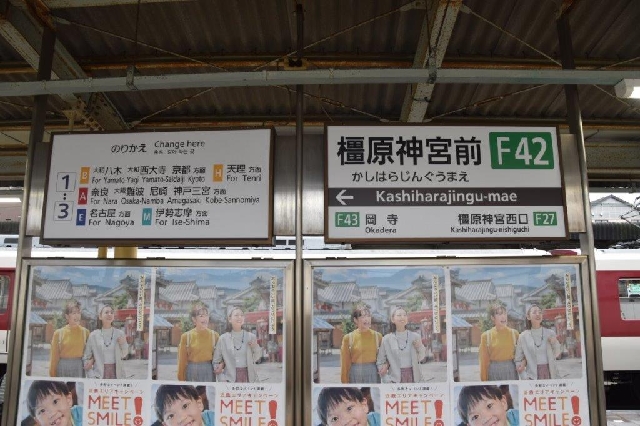 のりかえ Change here
1
3
B 大和八木 大和西大寺 京都 方面 H 天理 方面
For Yamato-Yagi Yamato-Saidaiji Kyoto For Tenri
A 奈良 大阪難波 尼崎 神戸三宮 方面
For Nara Osaka-Namba Amagasaki Kobe-Sannomiya
E 名古屋 方面 M 伊勢志摩 方面
For Nagoya For Ise-Shima
橿原神宮前 F42
かしはらじんぐうまえ
← Kashiharajingu-mae
F43 岡寺 橿原神宮西口 F27
Okadera Kashiharajingu-nishiguchi
MEET
SMILE!
MEET
SMILE!
MEET
SMILE!
MEET
SMILE!